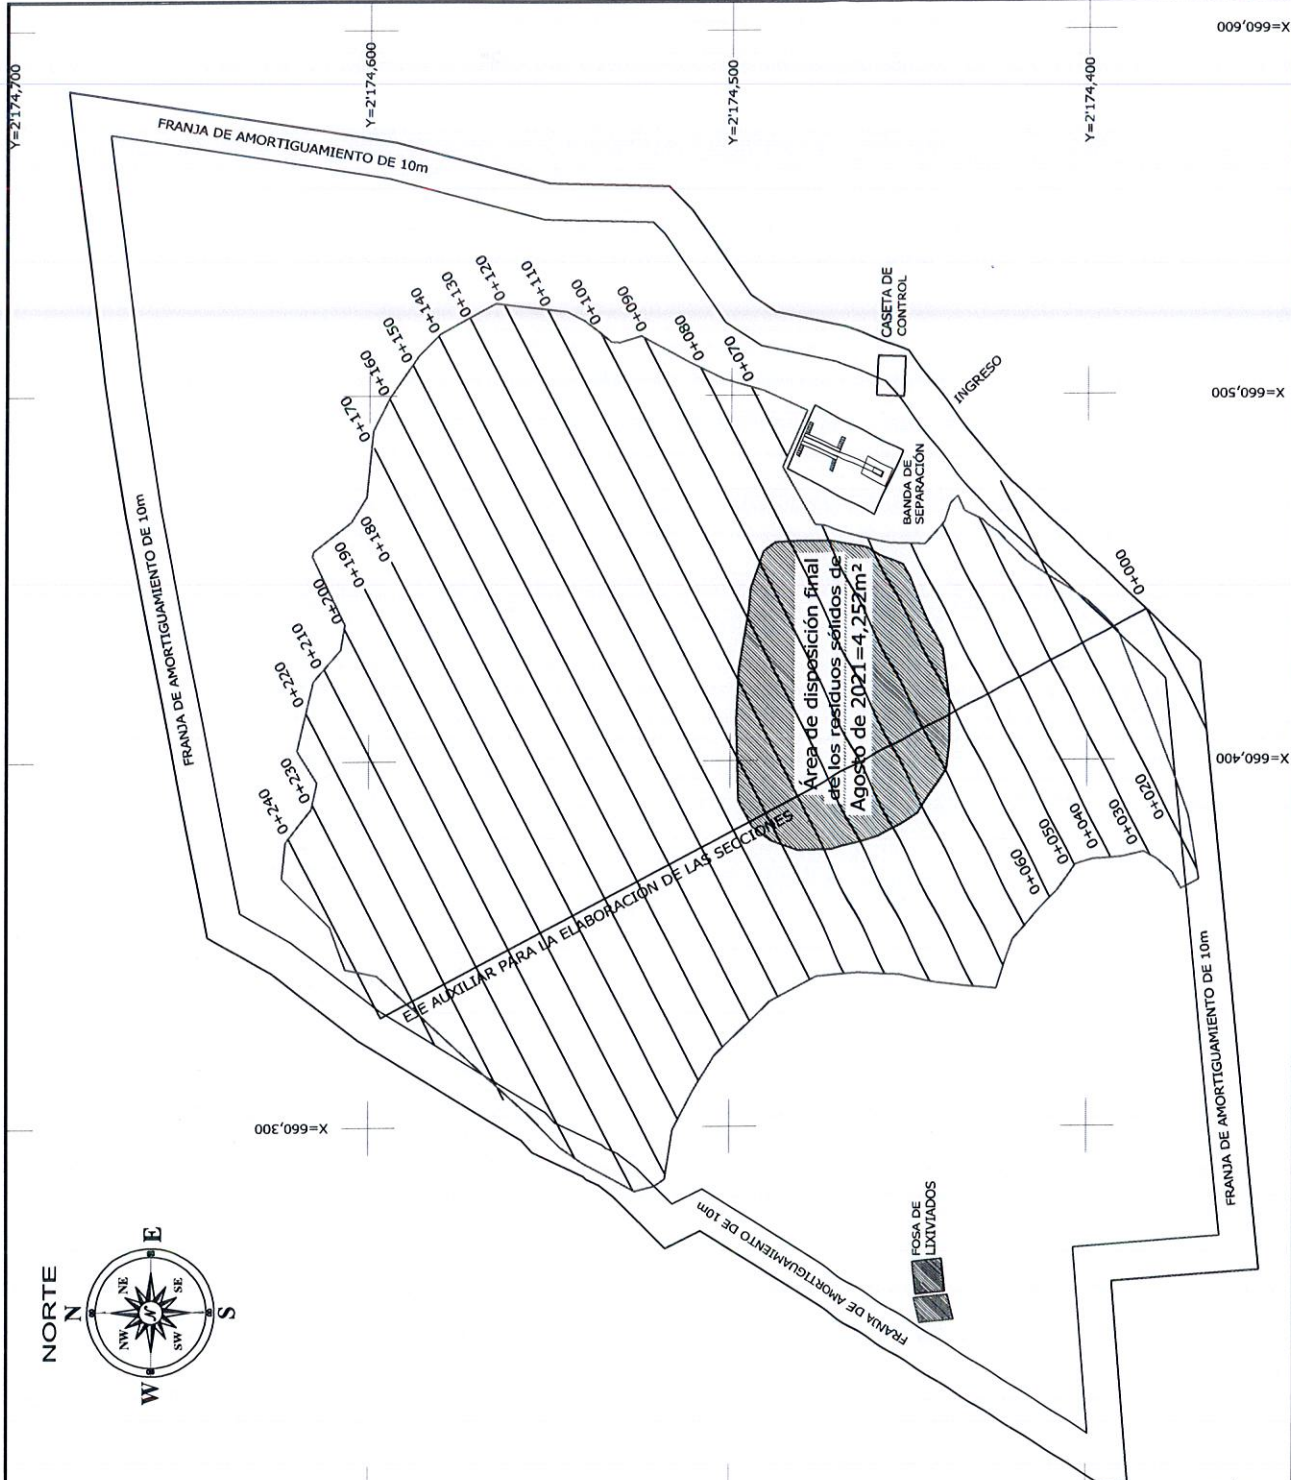 NORTE
N
NW
NE
W
E
SW
SE
S
N
Y=2'174,700
Y=2'174,600
Y=2'174,500
Y=2'174,400
X=660,600
X=660,500
X=660,400
X=660,300
FRANJA DE AMORTIGUAMIENTO DE 10m
FRANJA DE AMORTIGUAMIENTO DE 10m
FRANJA DE AMORTIGUAMIENTO DE 10m
FRANJA DE AMORTIGUAMIENTO DE 10m
0+240
0+230
0+220
0+210
0+200
0+190
0+180
0+170
0+160
0+150
0+140
0+130
0+120
0+110
0+100
0+090
0+080
0+070
0+060
0+050
0+040
0+030
0+020
0+000
CASETA DE
CONTROL
INGRESO
BANDA DE
SEPARACIÓN
Área de disposición final
de los residuos sólidos de
Agosto de 2021=4,252m²
EJE AUXILIAR PARA LA ELABORACIÓN DE LAS SECCIONES
FOSA DE
LIXIVIADOS